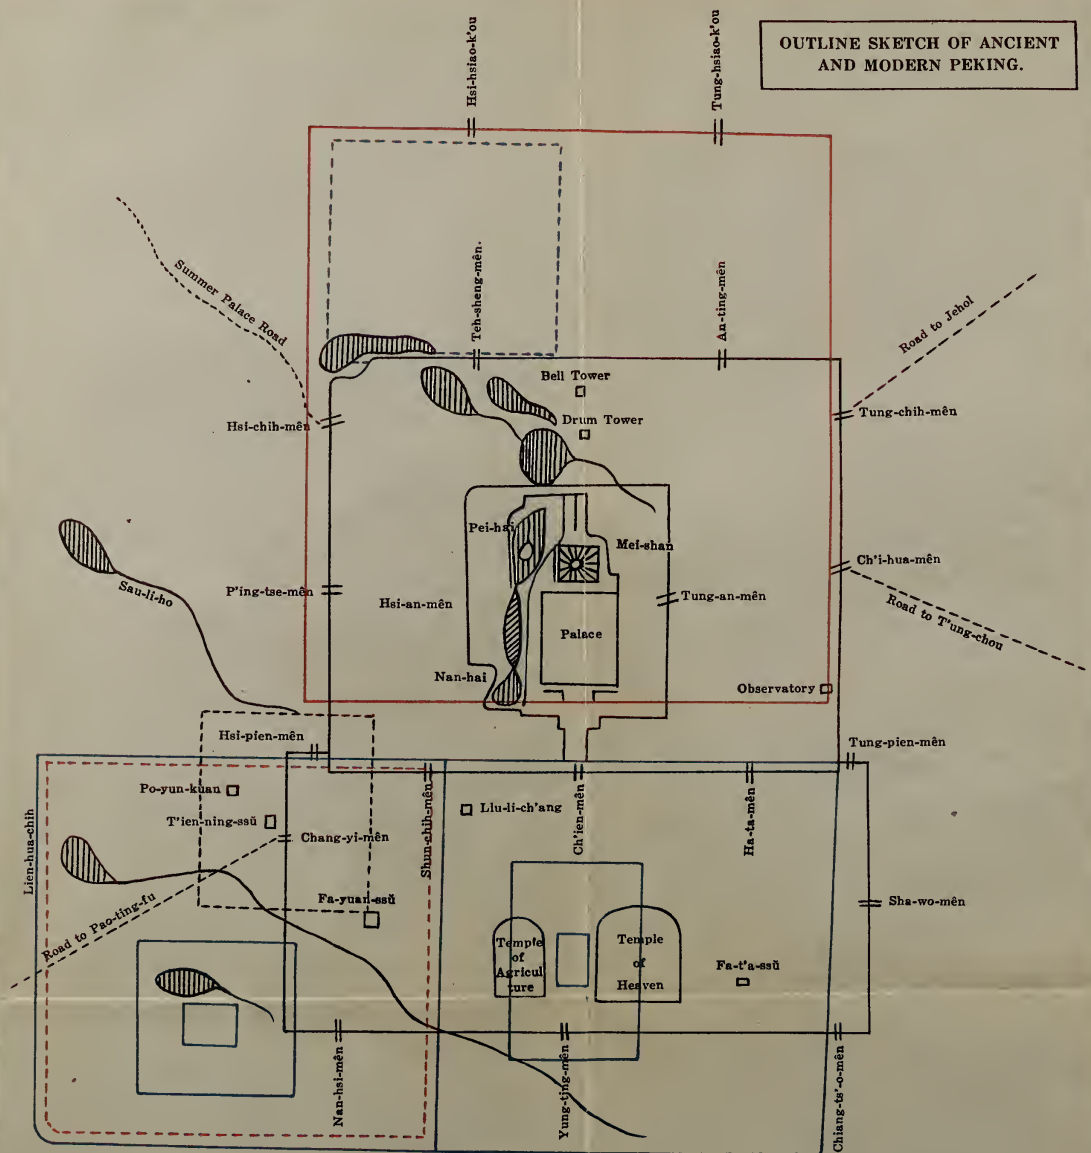 OUTLINE SKETCH OF ANCIENT
AND MODERN PEKING.
Hsi-hsiao-k'ou
Tung-hsiao-k'ou
Summer Palace Road
Teh-sheng-mên.
An-ting-mên
Road to Jehol
Bell Tower
Drum Tower
Hsi-chih-mên
Tung-chih-mên
Pei-hai
Mei-shan
Ch'i-hua-mên
Sau-li-ho
P'ing-tse-mên
Hsi-an-mên
Tung-an-mên
Road to T'ung-chou
Palace
Nan-hai
Observatory
Hsi-pien-mên
Tung-pien-mên
Po-yun-kuan
Liu-li-ch'ang
T'ien-ning-ssŭ
Chang-yi-mên
Shun-chih-mên
Ch'ien-mên
Ha-ta-mên
Lien-hua-chih
Fa-yuan-ssŭ
Sha-wo-mên
Road to Pao-ting-fu
Temple
of
Agricul
ture
Temple
of
Heaven
Fa-t'a-ssŭ
Nan-hsi-mên
Yung-ting-mên
Chiang-ts'-o-mên